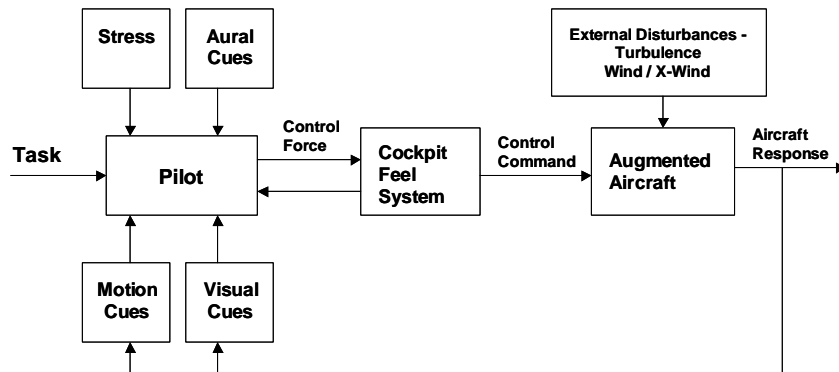 Stress
Aural
Cues
External Disturbances -
Turbulence
Wind / X-Wind
Task
Pilot
Control
Force
Cockpit
Feel
System
Control
Command
Augmented
Aircraft
Aircraft
Response
Motion
Cues
Visual
Cues